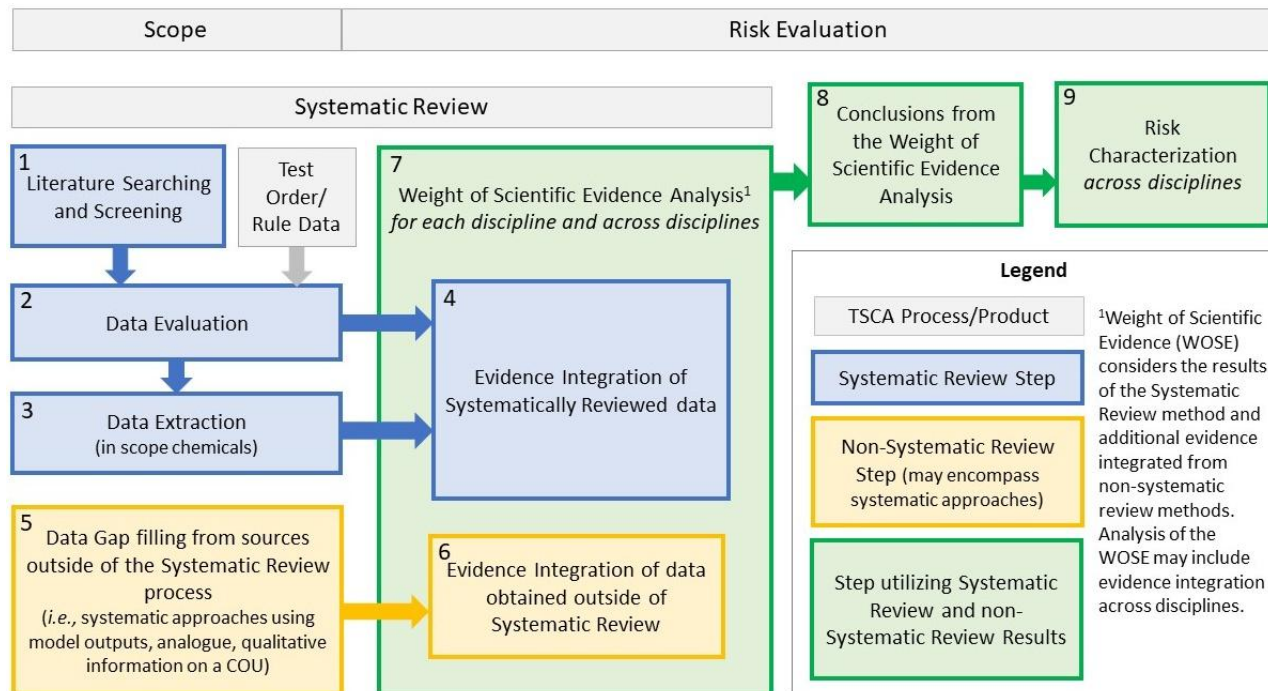 Scope
Risk Evaluation
Systematic Review
1
Literature Searching
and Screening
Test
Order/
Rule Data
2
Data Evaluation
3
Data Extraction
(in scope chemicals)
5
Data Gap filling from sources
outside of the Systematic Review
process
(i.e., systematic approaches using
model outputs, analogue, qualitative
information on a COU)
7
Weight of Scientific Evidence Analysis¹
for each discipline and across disciplines
4
Evidence Integration of
Systematically Reviewed data
6
Evidence Integration of data
obtained outside of
Systematic Review
8
Conclusions from
the Weight of
Scientific Evidence
Analysis
9
Risk
Characterization
across disciplines
Legend
TSCA Process/Product
Systematic Review Step
Non-Systematic Review
Step (may encompass
systematic approaches)
Step utilizing Systematic
Review and non-
Systematic Review Results
¹Weight of Scientific
Evidence (WOSE)
considers the results
of the Systematic
Review method and
additional evidence
integrated from
non-systematic
review methods.
Analysis of the
WOSE may include
evidence integration
across disciplines.